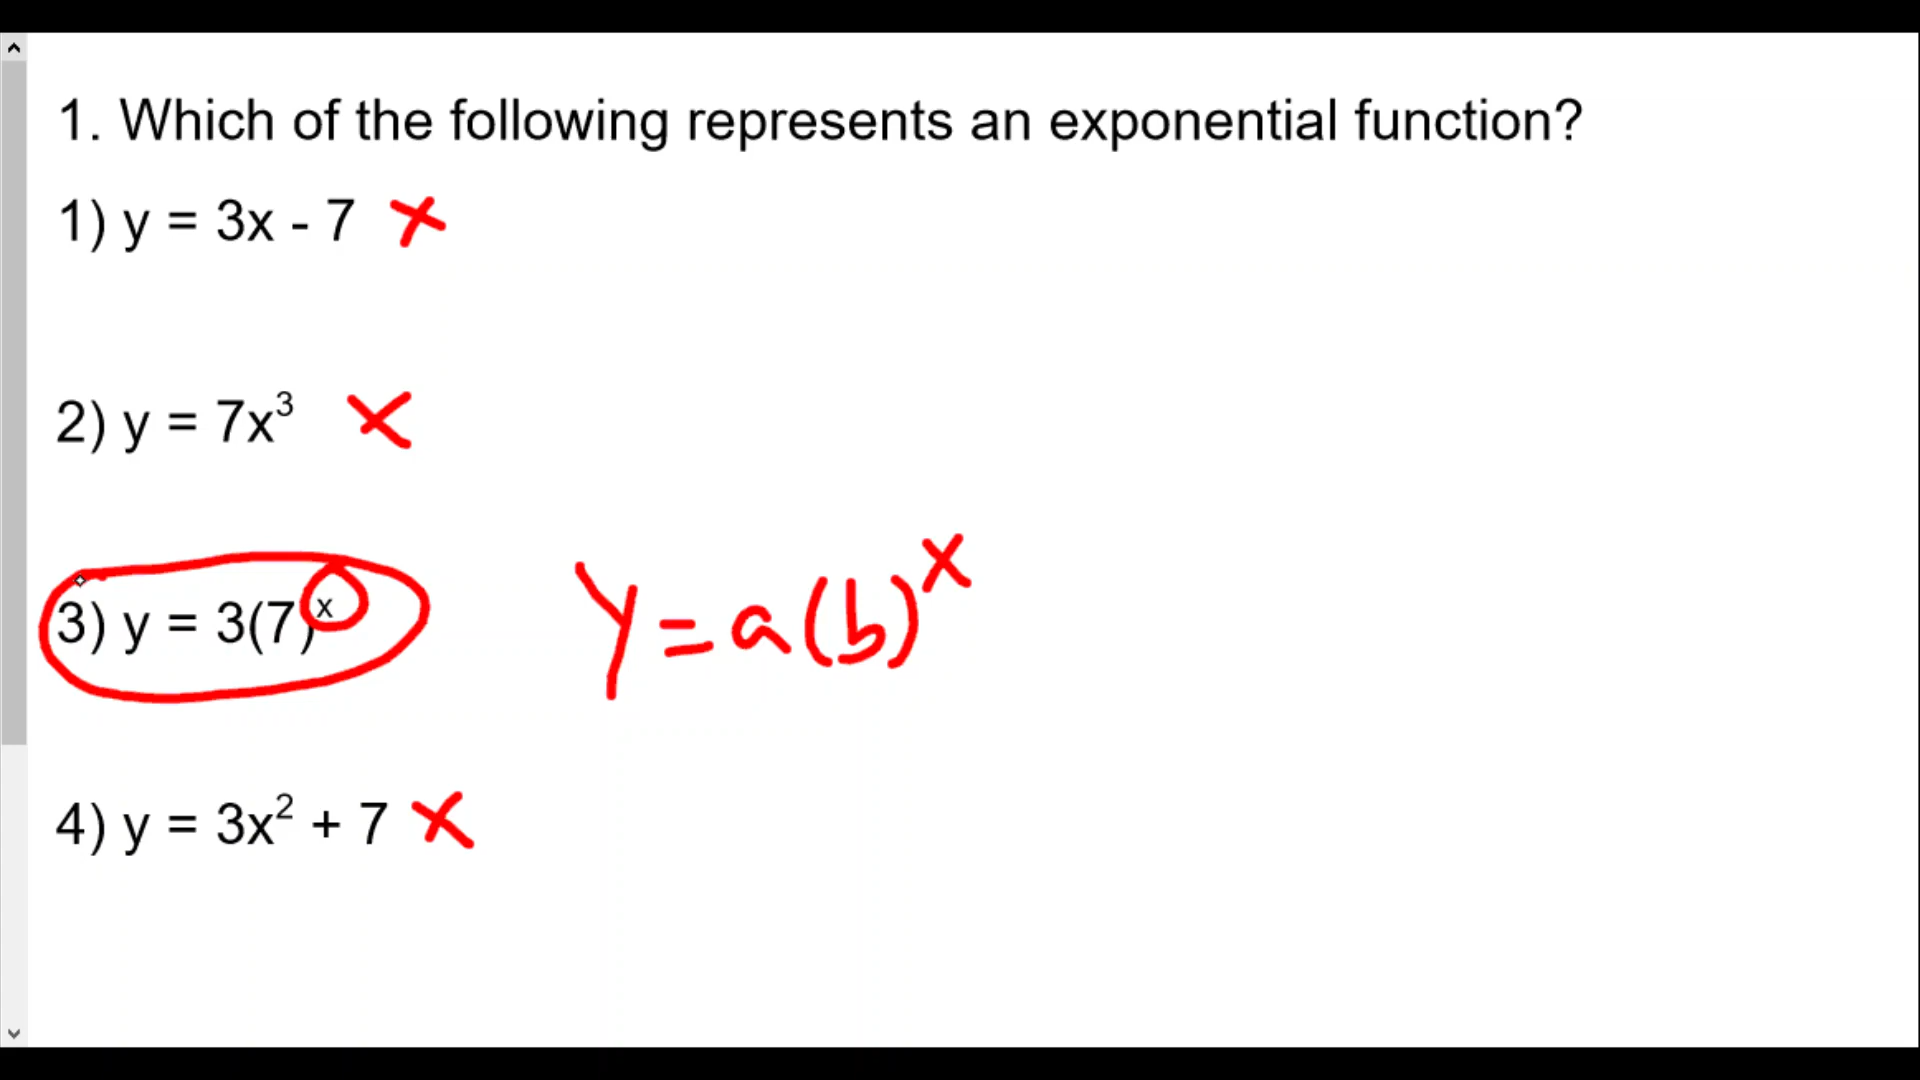 1. Which of the following represents an exponential function?
1) y = 3x - 7 x
2) y = 7x³ x
3) y = 3(7)ˣ y = a(b)ˣ
4) y = 3x² + 7 x